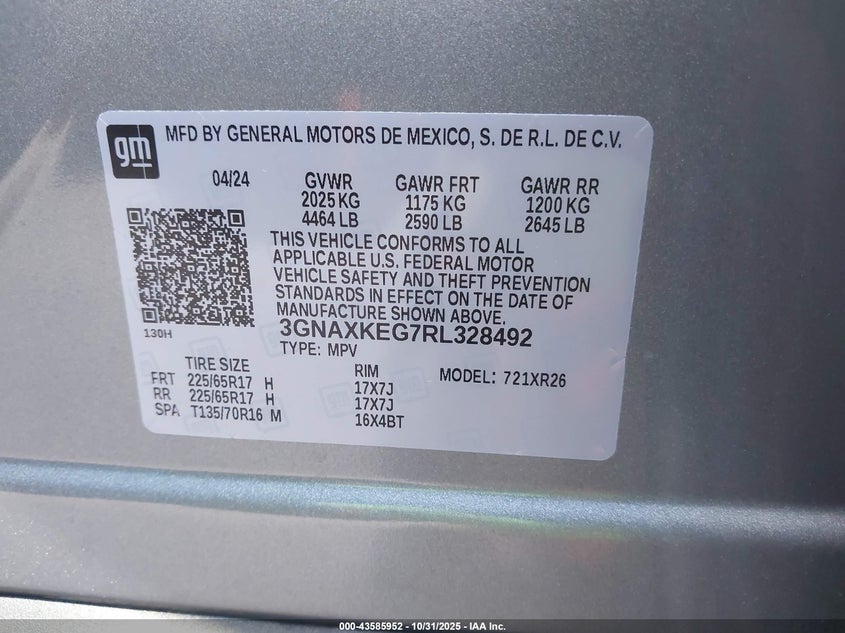 gm
MFD BY GENERAL MOTORS DE MEXICO, S. DE R.L. DE C.V.
04/24 GVWR GAWR FRT GAWR RR
2025 KG 1175 KG 1200 KG
4464 LB 2590 LB 2645 LB
THIS VEHICLE CONFORMS TO ALL
APPLICABLE U.S. FEDERAL MOTOR
VEHICLE SAFETY AND THEFT PREVENTION
STANDARDS IN EFFECT ON THE DATE OF
MANUFACTURE SHOWN ABOVE.
130H
3GNAXKEG7RL328492
TYPE: MPV
TIRE SIZE RIM MODEL: 721XR26
FRT 225/65R17 H 17X7J
RR 225/65R17 H 17X7J
SPA T135/70R16 M 16X4BT
000-43585952 - 10/31/2025 - IAA Inc.